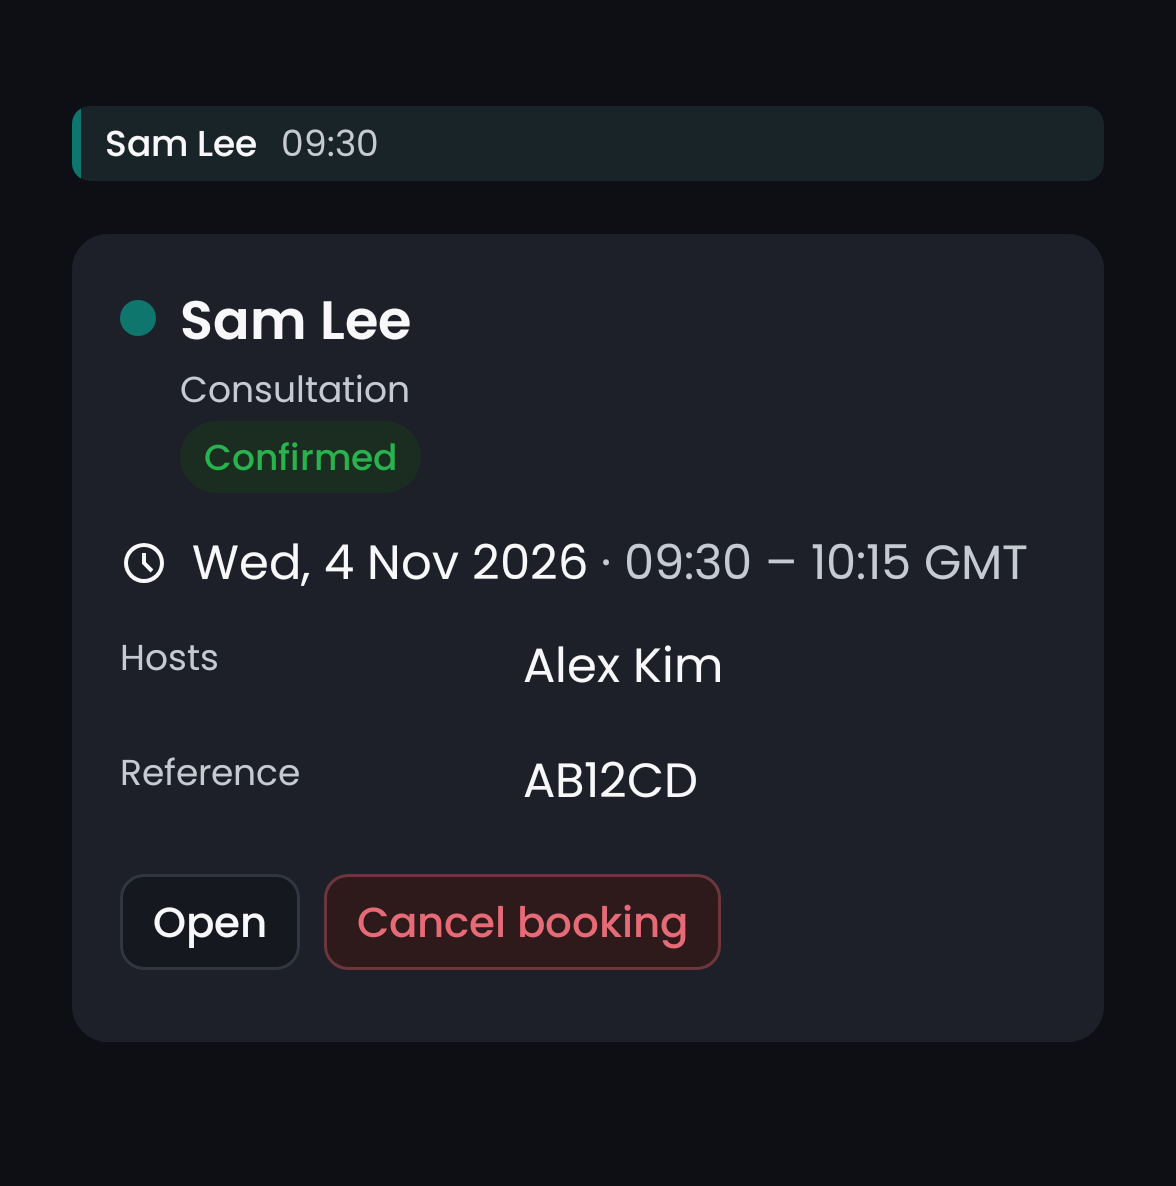 Sam Lee 09:30
Sam Lee
Consultation
Confirmed
Wed, 4 Nov 2026 · 09:30 – 10:15 GMT
Hosts Alex Kim
Reference AB12CD
Open Cancel booking